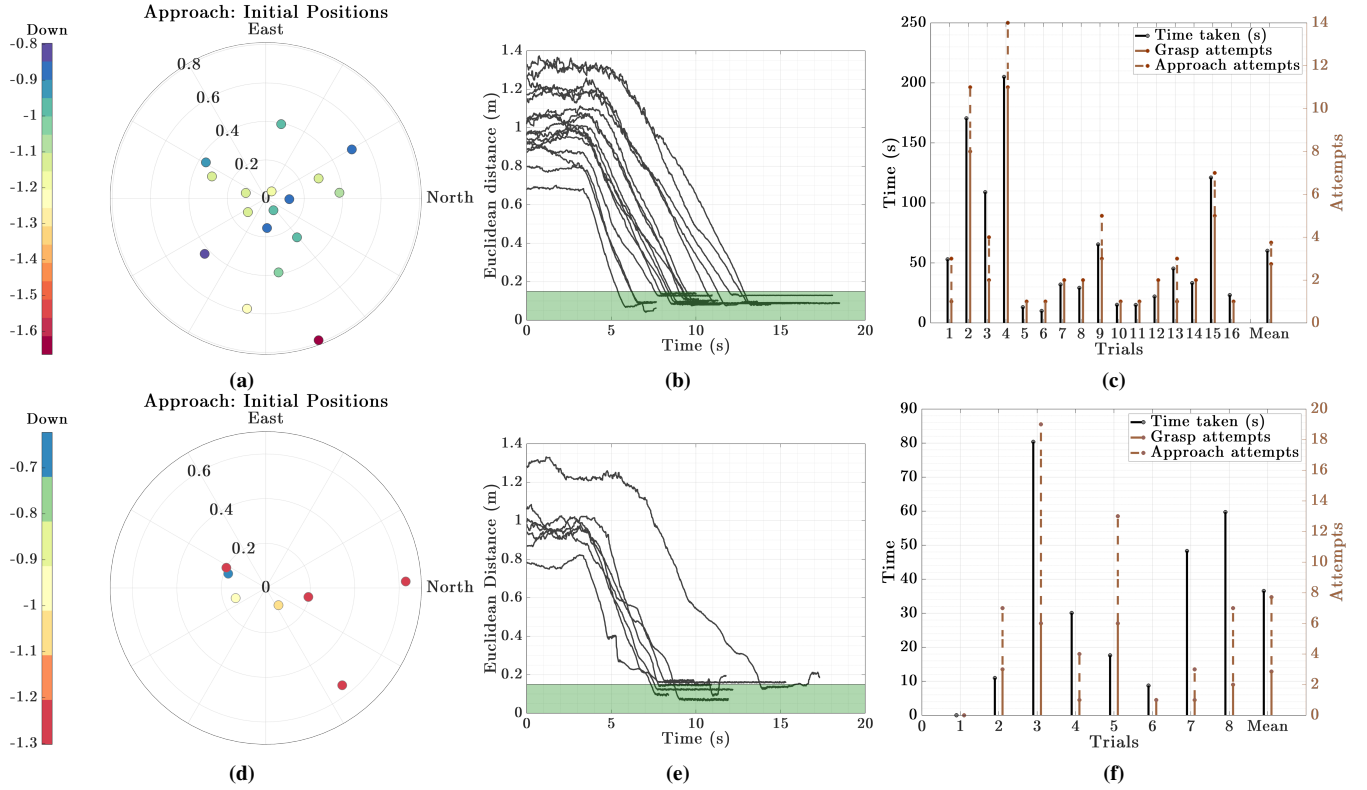 Approach: Initial Positions
Down
East
-0.8
-0.9
-1
-1.1
-1.2
-1.3
-1.4
-1.5
-1.6
0.8
0.6
0.4
0.2
0
North
(a)
Euclidean distance (m)
1.4
1.2
1
0.8
0.6
0.4
0.2
0
0 5 10 15 20
Time (s)
(b)
Time (s)
250
200
150
100
50
0
Time taken (s)
Grasp attempts
Approach attempts
14
12
10
8
6
4
2
0
Attempts
1 2 3 4 5 6 7 8 9 10 11 12 13 14 15 16 Mean
Trials
(c)
Approach: Initial Positions
Down
East
-0.7
-0.8
-0.9
-1
-1.1
-1.2
-1.3
0.6
0.4
0.2
0
North
(d)
Euclidean Distance (m)
1.4
1.2
1
0.8
0.6
0.4
0.2
0
0 5 10 15 20
Time (s)
(e)
Time
90
80
70
60
50
40
30
20
10
0
Time taken (s)
Grasp attempts
Approach attempts
20
18
16
14
12
10
8
6
4
2
0
Attempts
0 1 2 3 4 5 6 7 8 Mean
Trials
(f)